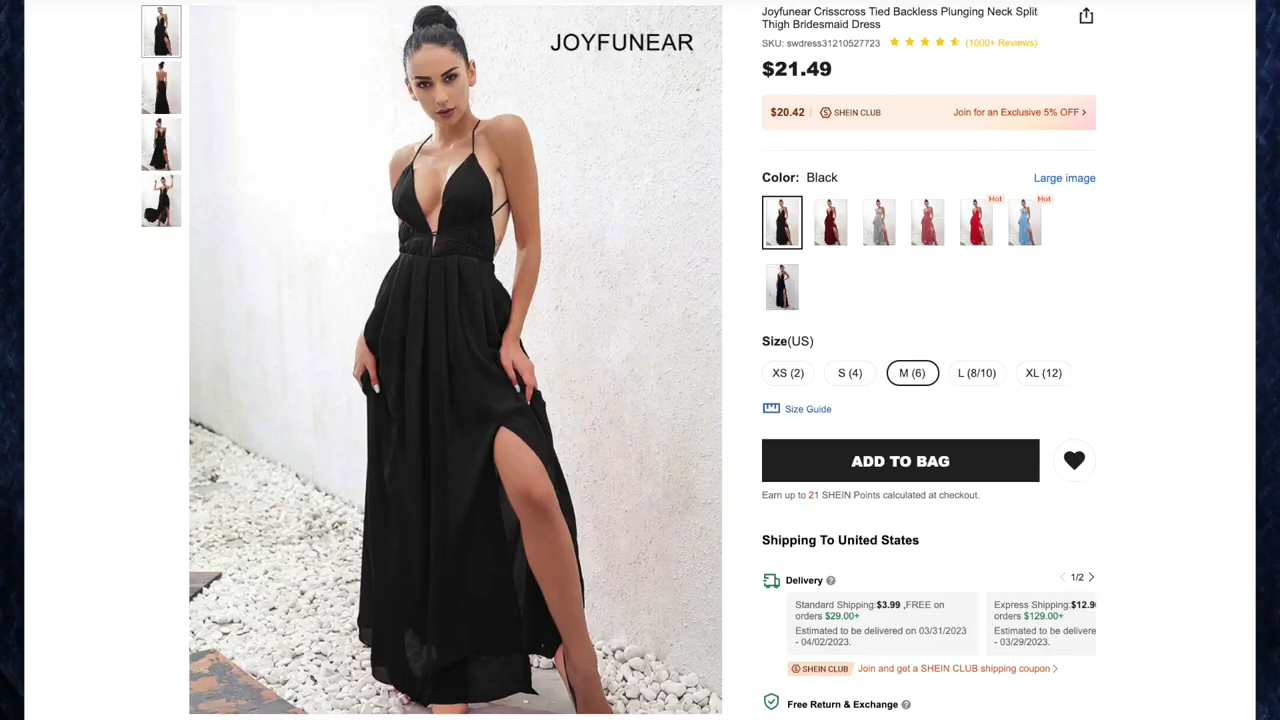 JOYFUNEAR
Joyfunear Crisscross Tied Backless Plunging Neck Split
Thigh Bridesmaid Dress
SKU: swdress31210527723 (1000+ Reviews)
$21.49
$20.42 | SHEIN CLUB Join for an Exclusive 5% OFF >
Color: Black Large image
Hot Hot
Size(US)
XS (2) S (4) M (6) L (8/10) XL (12)
Size Guide
ADD TO BAG
Earn up to 21 SHEIN Points calculated at checkout.
Shipping To United States
Delivery ? < 1/2 >
Standard Shipping:$3.99 ,FREE on
orders $29.00+
Estimated to be delivered on 03/31/2023
- 04/02/2023.
Express Shipping:$12.9
orders $129.00+
Estimated to be delivere
- 03/29/2023.
SHEIN CLUB Join and get a SHEIN CLUB shipping coupon >
Free Return & Exchange ?